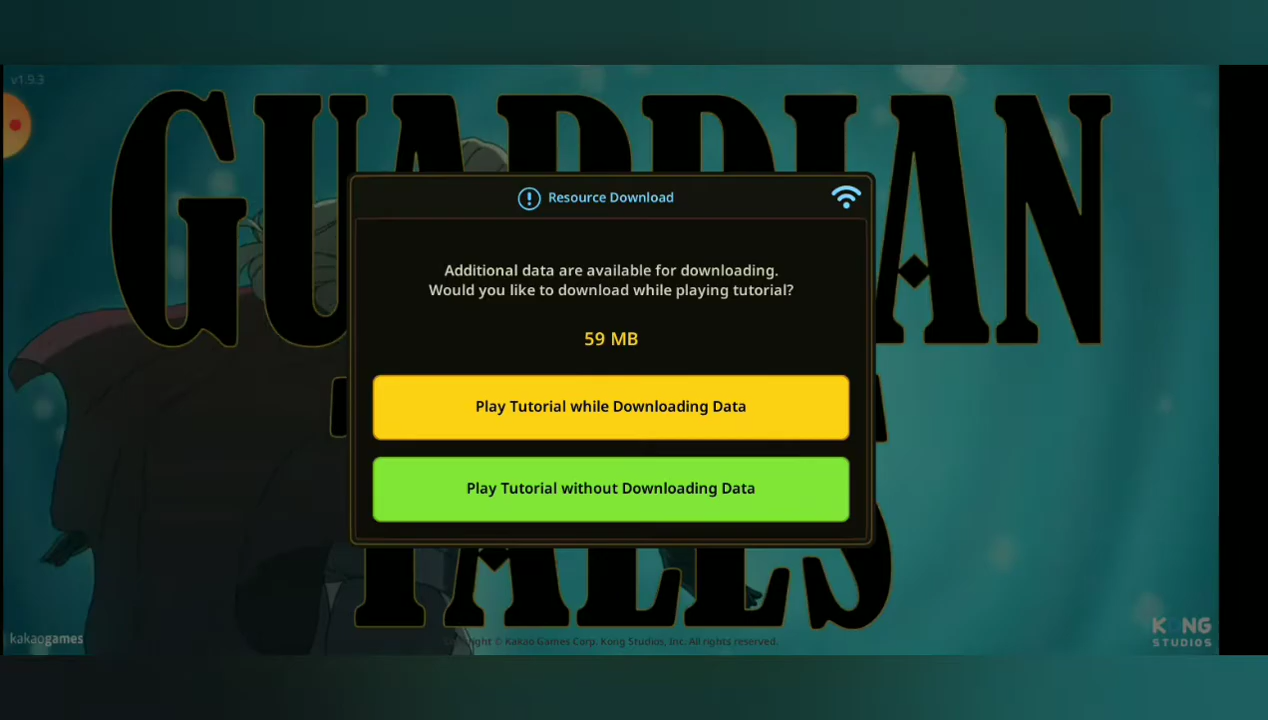 v1.9.3
GUARDIAN
Resource Download
Additional data are available for downloading.
Would you like to download while playing tutorial?
59 MB
Play Tutorial while Downloading Data
Play Tutorial without Downloading Data
TALES
kakaogames
Copyright © Kakao Games Corp. Kong Studios, Inc. All rights reserved.
KONG
STUDIOS